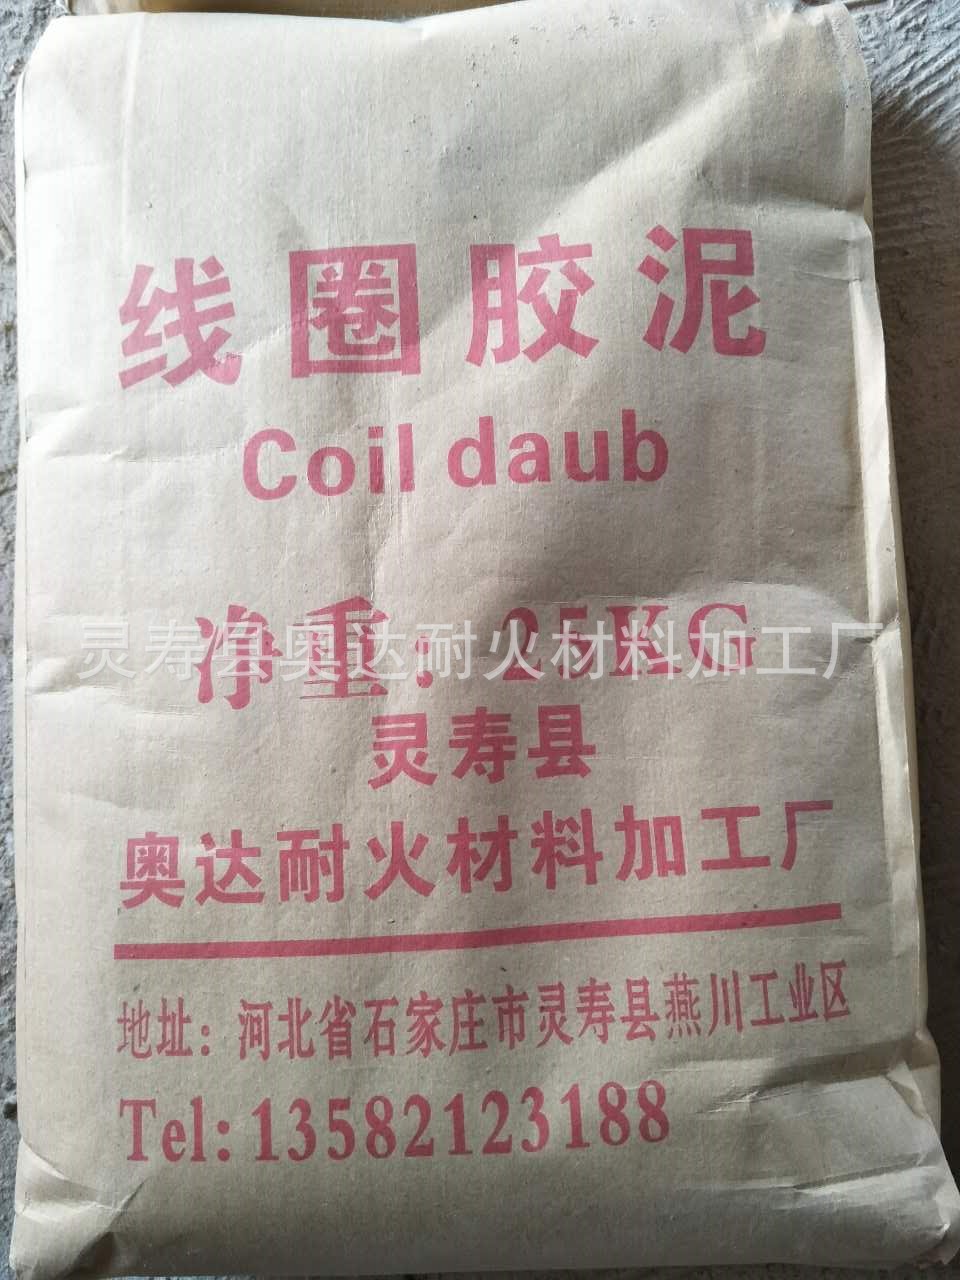 线圈胶泥
Coil daub
净重：25KG
灵寿县奥达耐火材料加工厂
灵寿县
奥达耐火材料加工厂
地址：河北省石家庄市灵寿县燕川工业区
Tel:13582123188